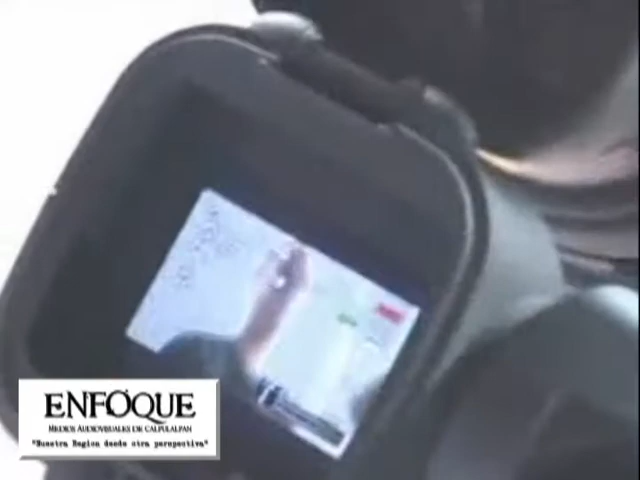 ENFOQUE
MEDIOS AUDIOVISUALES DE CALPULALPAN
"Nuestra Region desde otra perspectiva"